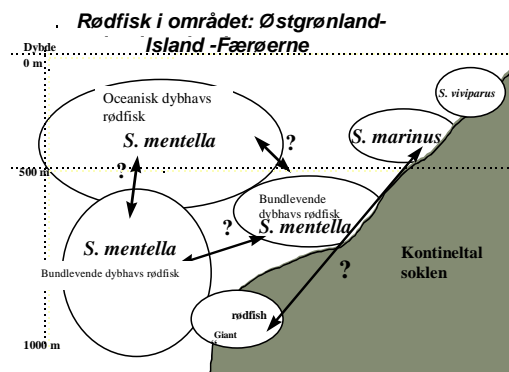 Rødfisk i området: Østgrønland-
Island -Færøerne
Dybde
0 m
S. viviparus
Oceanisk dybhavs
rødfisk
S. mentella
?
S. marinus
?
500 m
Bundlevende
dybhavs rødfisk
S. mentella
?
S. mentella
Bundlevende dybhavs rødfisk
Kontineltal
soklen
?
rødfish
Giant
1000 m